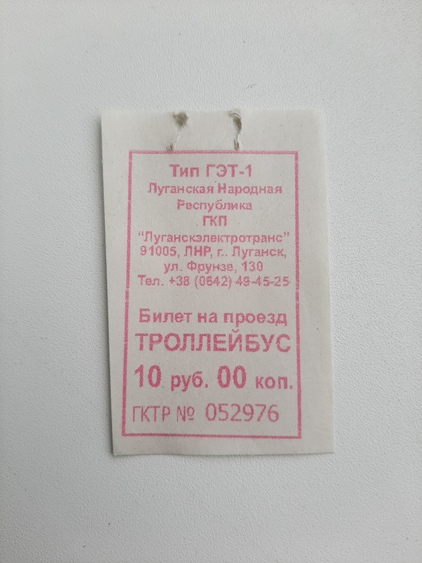 Тип ГЭТ-1
Луганская Народная
Республика
ГКП
"Луганскэлектротранс"
91005, ЛНР, г. Луганск,
ул. Фрунзе, 130
Тел. +38 (0642) 49-45-25
Билет на проезд
ТРОЛЛЕЙБУС
10 руб. 00 коп.
ГКТР № 052976